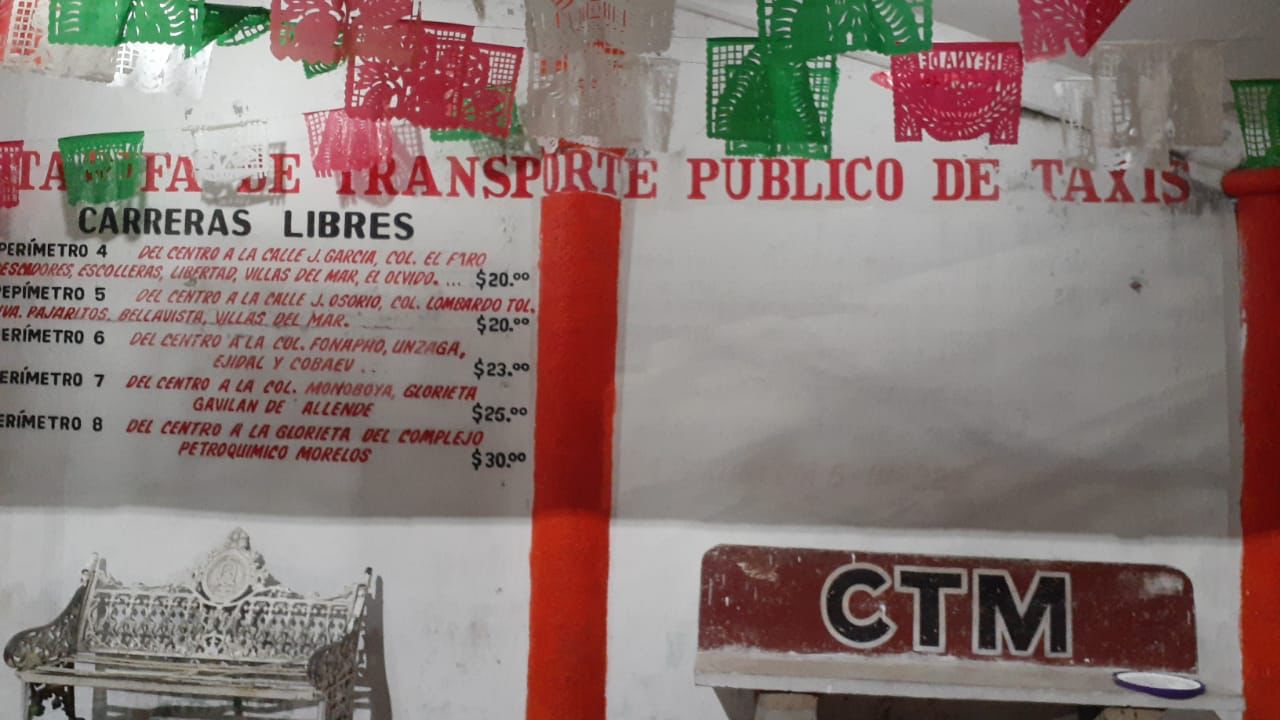 TARIFA DE TRANSPORTE PUBLICO DE TAXIS
CARRERAS LIBRES
PERÍMETRO 4 DEL CENTRO A LA CALLE J. GARCIA, COL. EL FARO
ESCADORES, ESCOLLERAS, LIBERTAD, VILLAS DEL MAR, EL OLVIDO. ... $20.00
PERÍMETRO 5 DEL CENTRO A LA CALLE J. OSORIO, COL. LOMBARDO TOL.
VA. PAJARITOS, BELLAVISTA, VILLAS DEL MAR. $20.00
ERÍMETRO 6 DEL CENTRO A LA COL. FONAPHO, UNZAGA,
EJIDAL Y COBAEV .. $23.00
ERÍMETRO 7 DEL CENTRO A LA COL. MONOBOYA, GLORIETA
GAVILAN DE ALLENDE $25.00
ERÍMETRO 8 DEL CENTRO A LA GLORIETA DEL COMPLEJO
PETROQUIMICO MORELOS $30.00
CTM